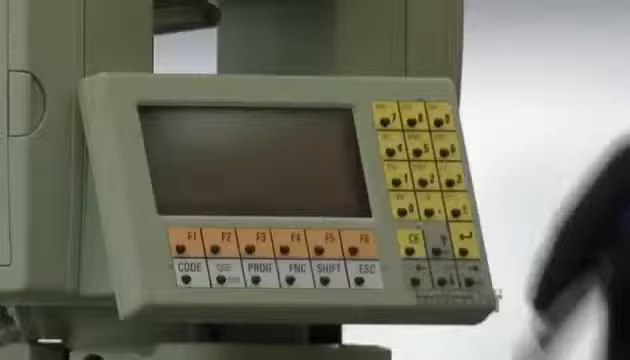 7 8 9
4 5 6
1 2 3
0 .
F1 F2 F3 F4 F5 F6
CE
CODE PROG FNC SHIFT ESC